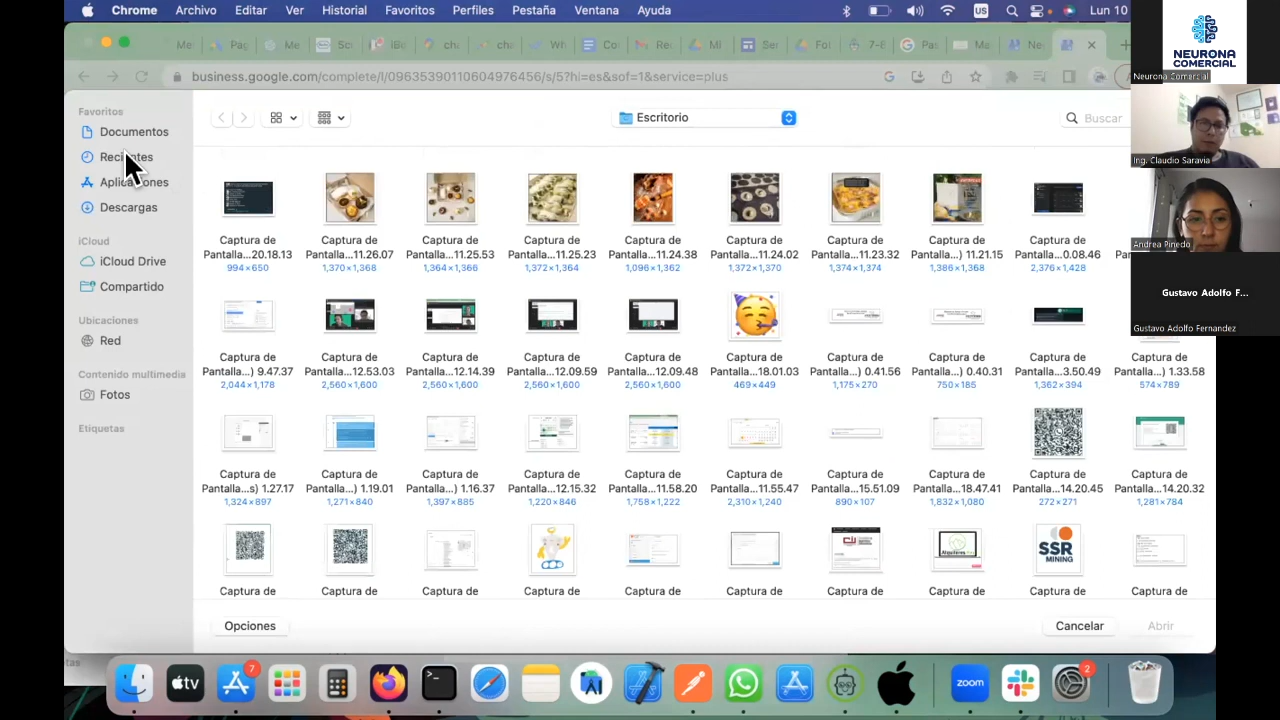 Chrome Archivo Editar Ver Historial Favoritos Perfiles Pestaña Ventana Ayuda
US
Lun 10
business.google.com/complete/l/09635390110604976456/s/5?hl=es&sof=1&service=plus
Favoritos
Documentos
Recientes
Aplicaciones
Descargas
iCloud
iCloud Drive
Compartido
Ubicaciones
Red
Contenido multimedia
Fotos
Etiquetas
Escritorio
Buscar
Captura de Captura de Captura de Captura de Captura de Captura de Captura de Captura de Captura de
Pantalla...20.18.13 Pantalla...11.26.07 Pantalla...11.25.53 Pantalla...11.25.23 Pantalla...11.24.38 Pantalla...11.24.02 Pantalla...11.23.32 Pantalla...) 11.21.15 Pantalla...0.08.46
994×650 1,370×1,368 1,364×1,366 1,372×1,364 1,096×1,362 1,372×1,370 1,374×1,374 1,386×1,368 2,376×1,428
Captura de Captura de Captura de Captura de Captura de Captura de Captura de Captura de Captura de Captura de
Pantalla...) 9.47.37 Pantalla...12.53.03 Pantalla...12.14.39 Pantalla...12.09.59 Pantalla...12.09.48 Pantalla...18.01.03 Pantalla...) 0.41.56 Pantalla...) 0.40.31 Pantalla...3.50.49 Pantalla...) 1.33.58
2,044×1,178 2,560×1,600 2,560×1,600 2,560×1,600 2,560×1,600 469×449 1,175×270 750×185 1,362×394 574×789
Captura de Captura de Captura de Captura de Captura de Captura de Captura de Captura de Captura de Captura de
Pantalla...s) 1.27.17 Pantalla...) 1.19.01 Pantalla...) 1.16.37 Pantalla...12.15.32 Pantalla...11.58.20 Pantalla...11.55.47 Pantalla...15.51.09 Pantalla...18.47.41 Pantalla...14.20.45 Pantalla...14.20.32
1,324×897 1,271×840 1,397×885 1,220×846 1,758×1,222 2,310×1,240 890×107 1,832×1,080 272×271 1,281×784
SSR
MINING
Captura de Captura de Captura de Captura de Captura de Captura de Captura de Captura de Captura de Captura de
Opciones
Cancelar
Abrir
tv
7
zoom
2
NEURONA
COMERCIAL
Neurona Comercial
Ing. Claudio Saravia
Andrea Pinedo
Gustavo Adolfo F...
Gustavo Adolfo Fernandez